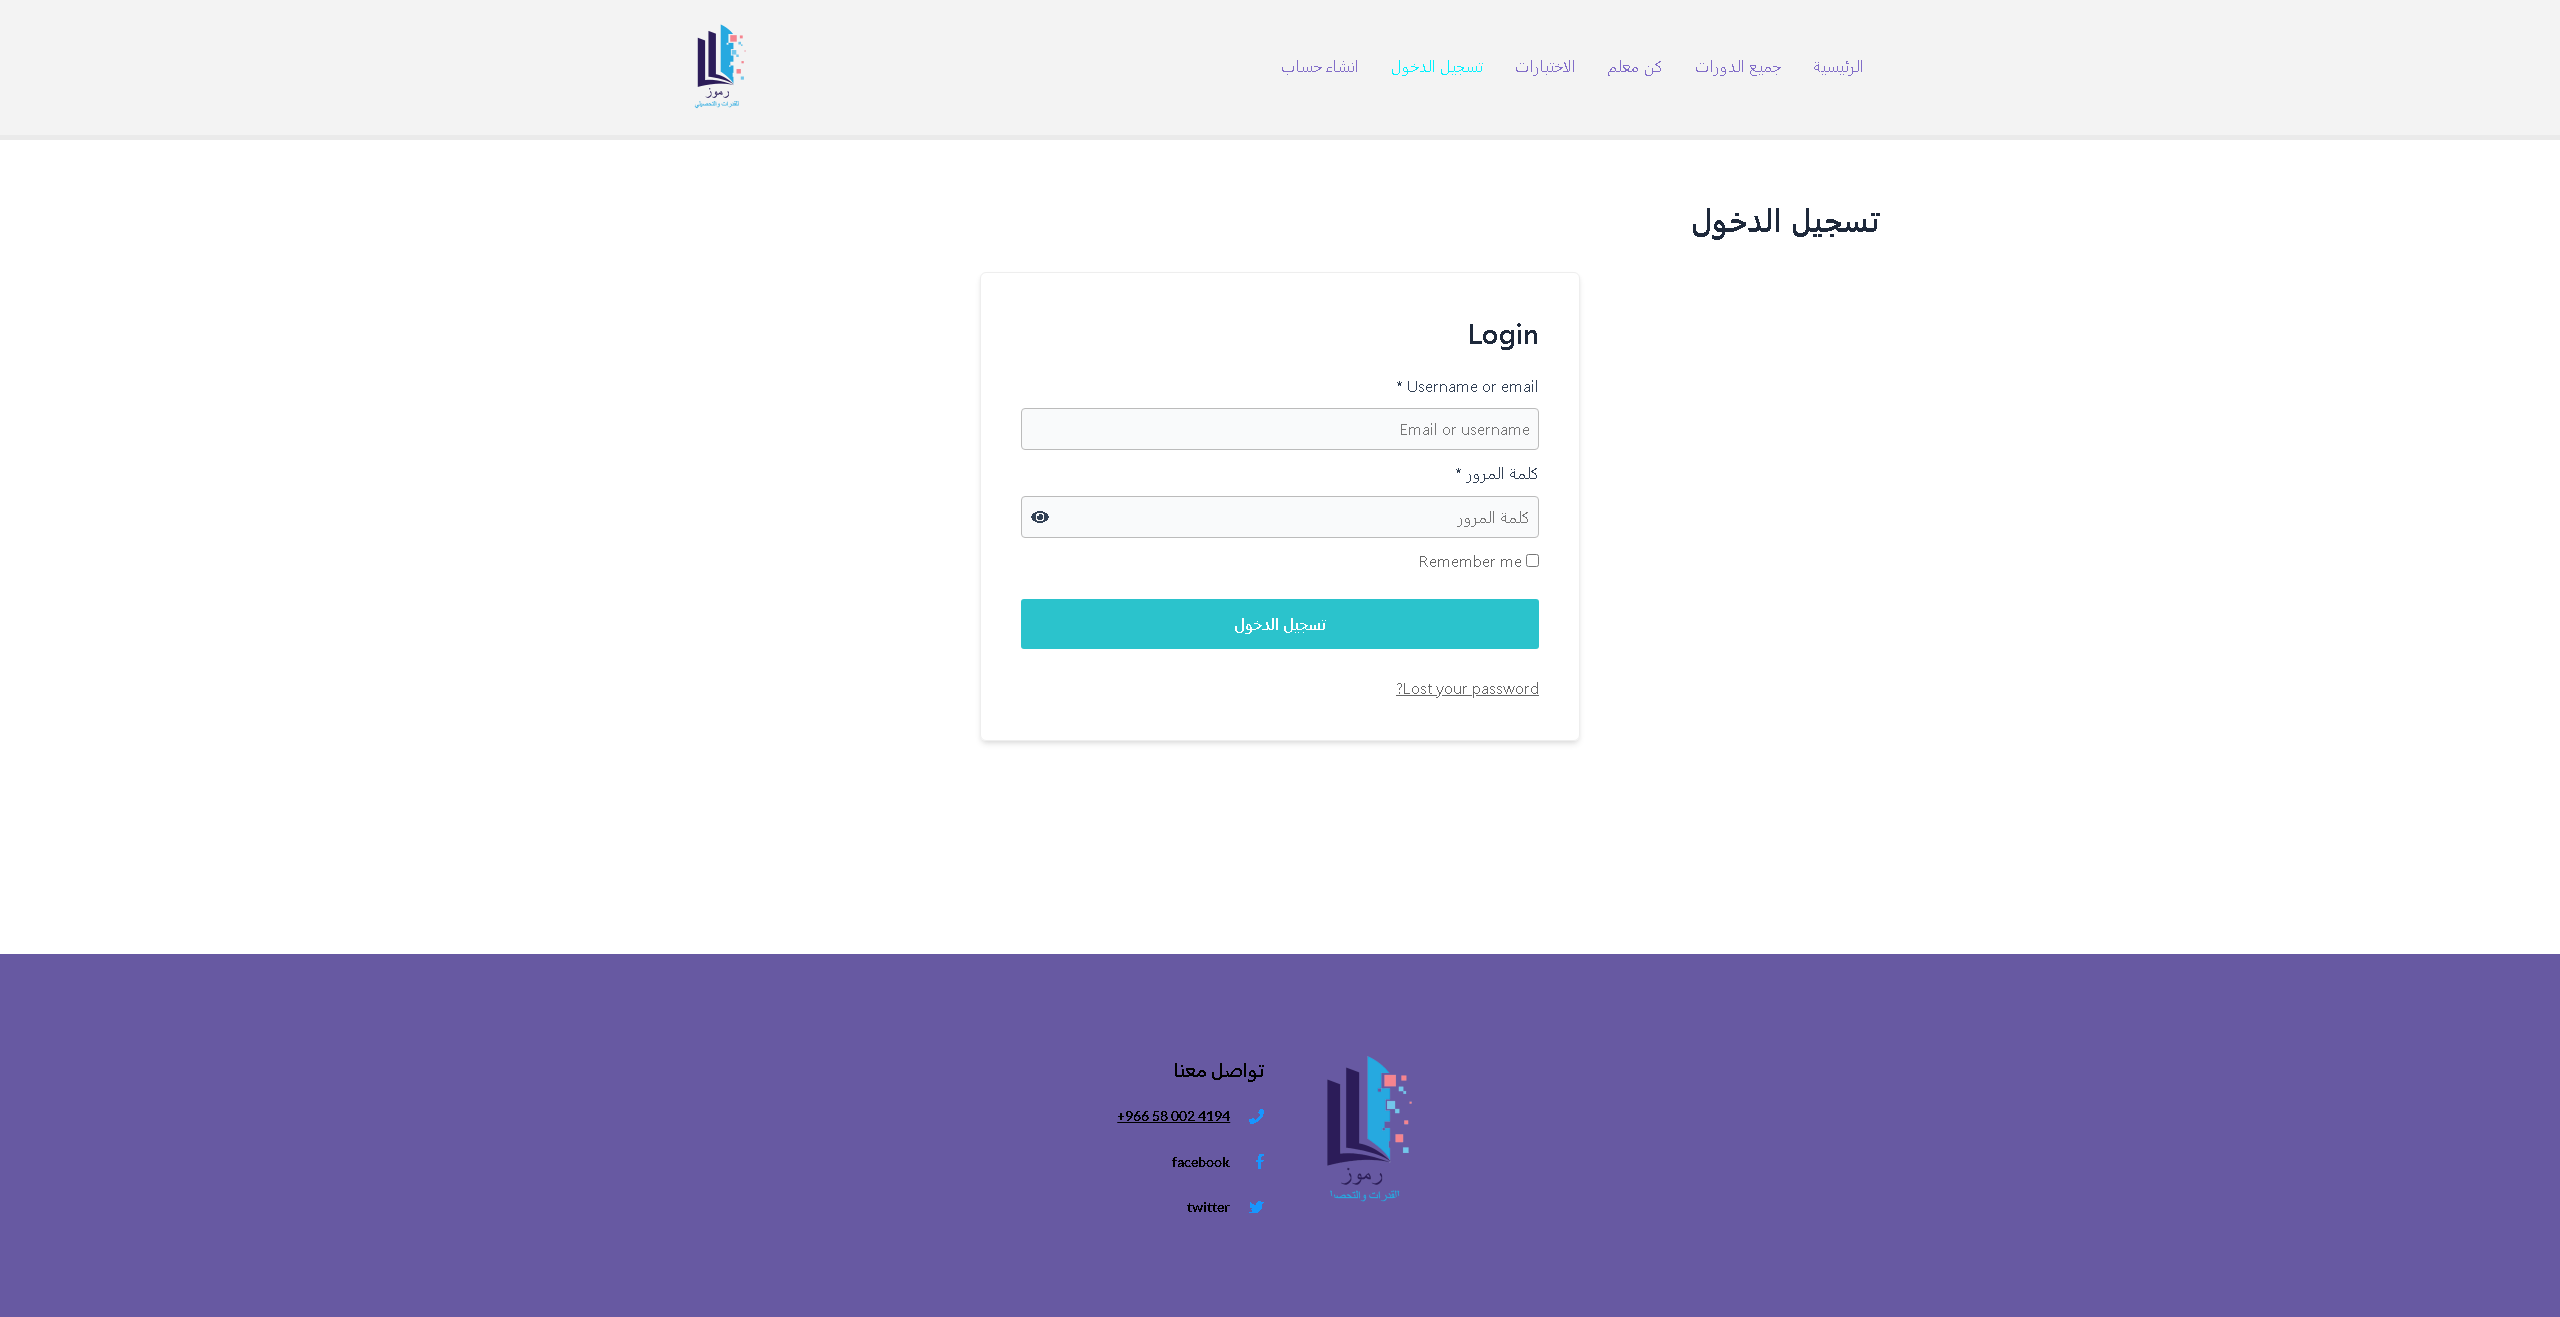 الرئيسية
جميع الدورات
كن معلم
الاختبارات
تسجيل الدخول
انشاء حساب
رموز
للقدرات والتحصيلي
تسجيل الدخول
Login
Username or email *
Email or username
كلمة المرور *
كلمة المرور
Remember me
تسجيل الدخول
?Lost your password
رموز
تواصل معنا
+966 58 002 4194
facebook
twitter